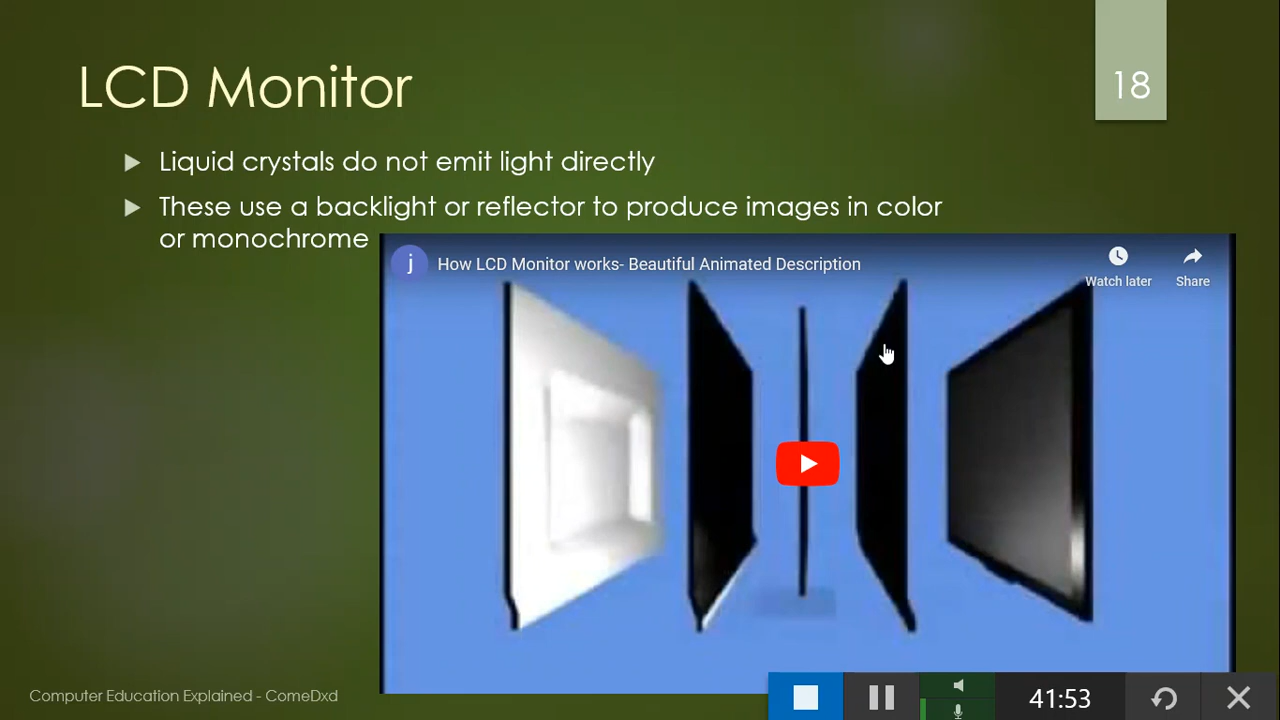 LCD Monitor
18
Liquid crystals do not emit light directly
These use a backlight or reflector to produce images in color
or monochrome
j
How LCD Monitor works- Beautiful Animated Description
Watch later
Share
Computer Education Explained - ComeDxd
41:53